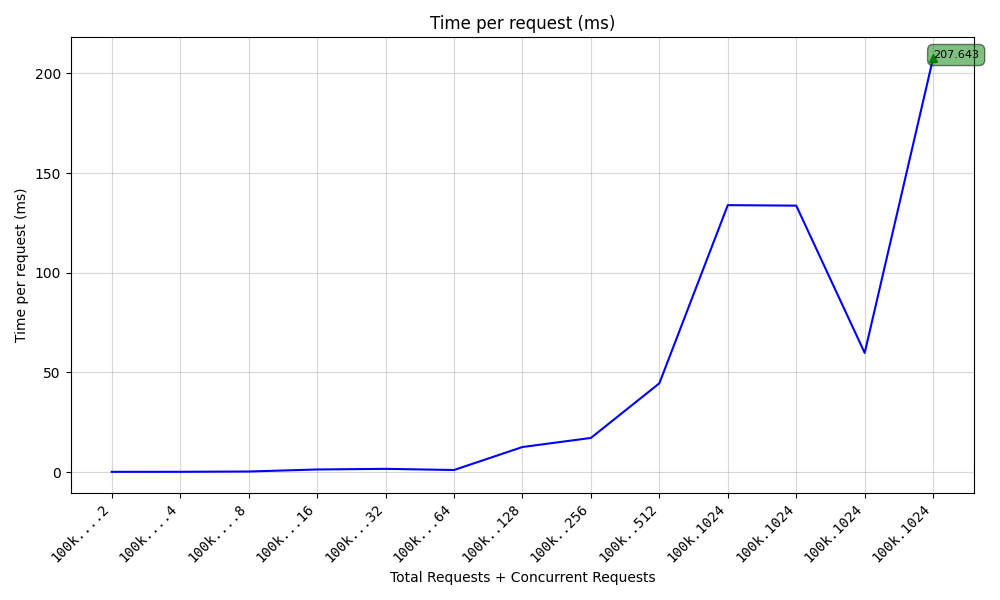 Time per request (ms)
207.643
200
150
100
50
0
Time per request (ms)
100k....2
100k....4
100k....8
100k...16
100k...32
100k...64
100k..128
100k..256
100k..512
100k.1024
100k.1024
100k.1024
100k.1024
Total Requests + Concurrent Requests